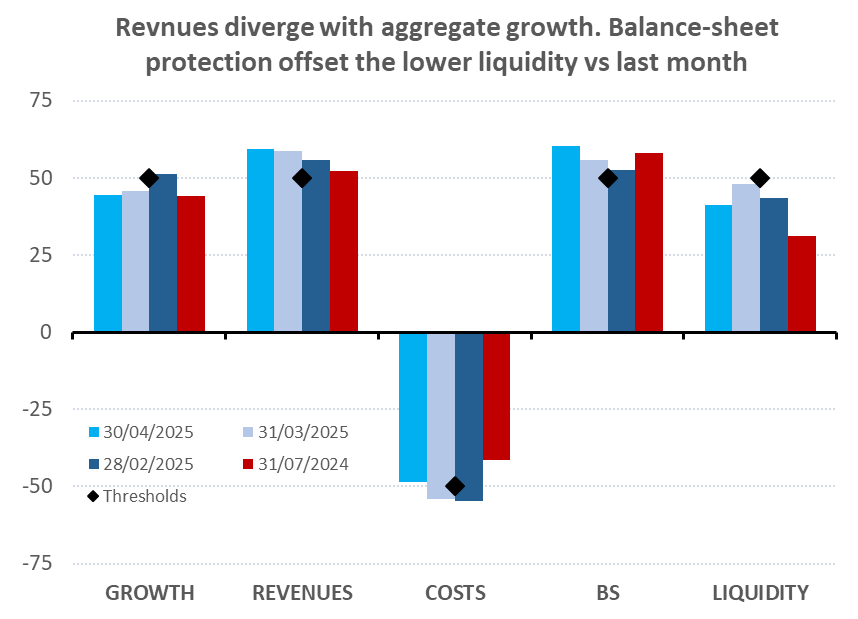 Revnues diverge with aggregate growth. Balance-sheet
protection offset the lower liquidity vs last month
75
50
25
0
-25
-50
-75
30/04/2025
31/03/2025
28/02/2025
31/07/2024
Thresholds
GROWTH
REVENUES
COSTS
BS
LIQUIDITY